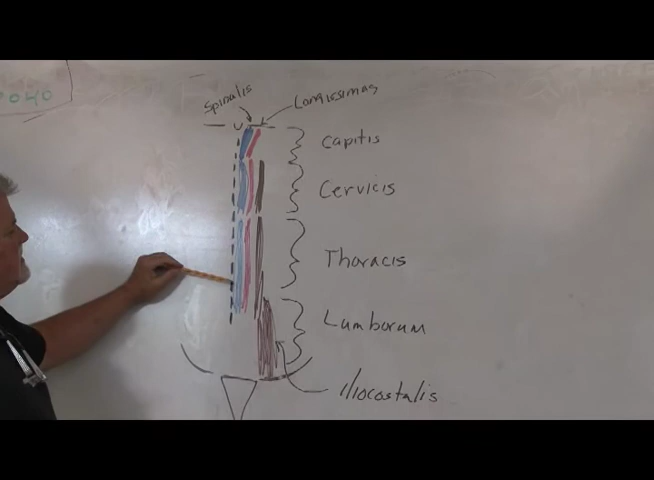 Spinalis
Longissimus
Capitis
Cervicis
Thoracis
Lumborum
Iliocostalis